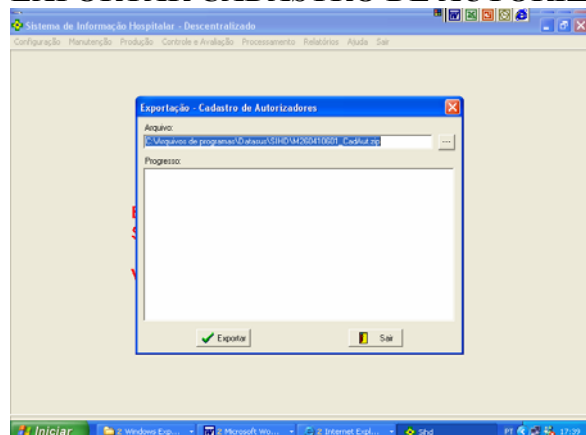 EXPORTAR CADASTRO DE AUTORIZ
Sistema de Informação Hospitalar - Descentralizado
Configuração Manutenção Produção Controle e Avaliação Processamento Relatórios Ajuda Sair
Exportação - Cadastro de Autorizadores
Arquivo:
C:\Arquivos de programas\Datasus\SIHD\M260410601_CadAut.zip
...
Progresso:
Exportar Sair
Iniciar 2 Windows Exp... 2 Microsoft Wo... 2 Internet Expl... Sihd PT 17:39